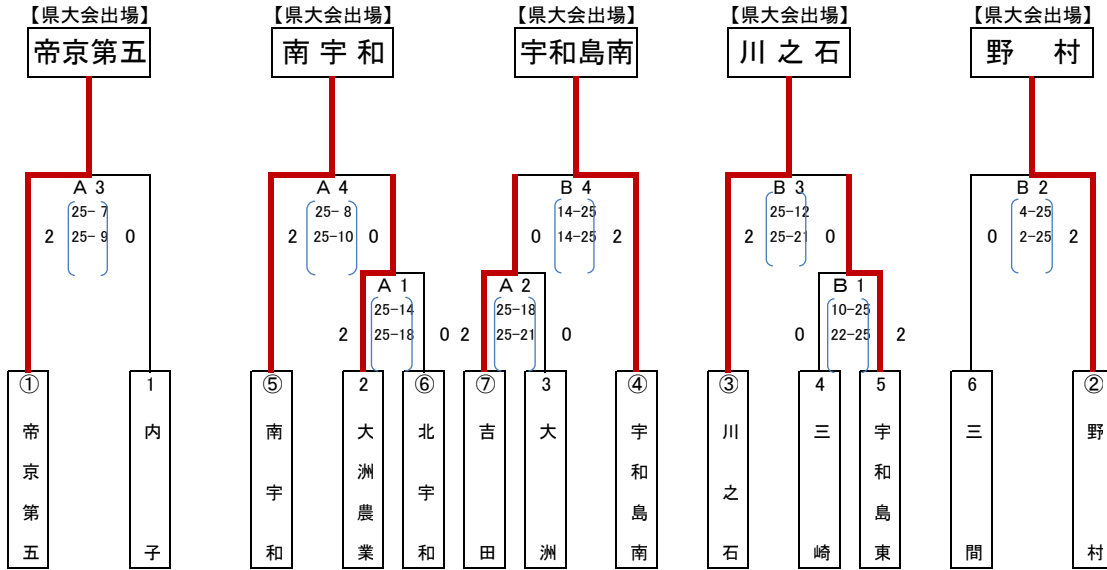 【県大会出場】 【県大会出場】 【県大会出場】 【県大会出場】 【県大会出場】
帝京第五 南宇和 宇和島南 川之石 野村
A 3 A 4 B 4 B 3 B 2
25- 7 25- 8 14-25 25-12 4-25
2 25- 9 0 2 25-10 0 0 14-25 2 2 25-21 0 0 2-25 2
A 1 A 2 B 1
25-14 25-18 10-25
2 25-18 0 2 25-21 0 0 22-25 2
① 1 ⑤ 2 ⑥ ⑦ 3 ④ ③ 4 5 6 ②
帝京第五 内子 南宇和 大洲農業 北宇和 吉田 大洲 宇和島南 川之石 三崎 宇和島東 三間 野村